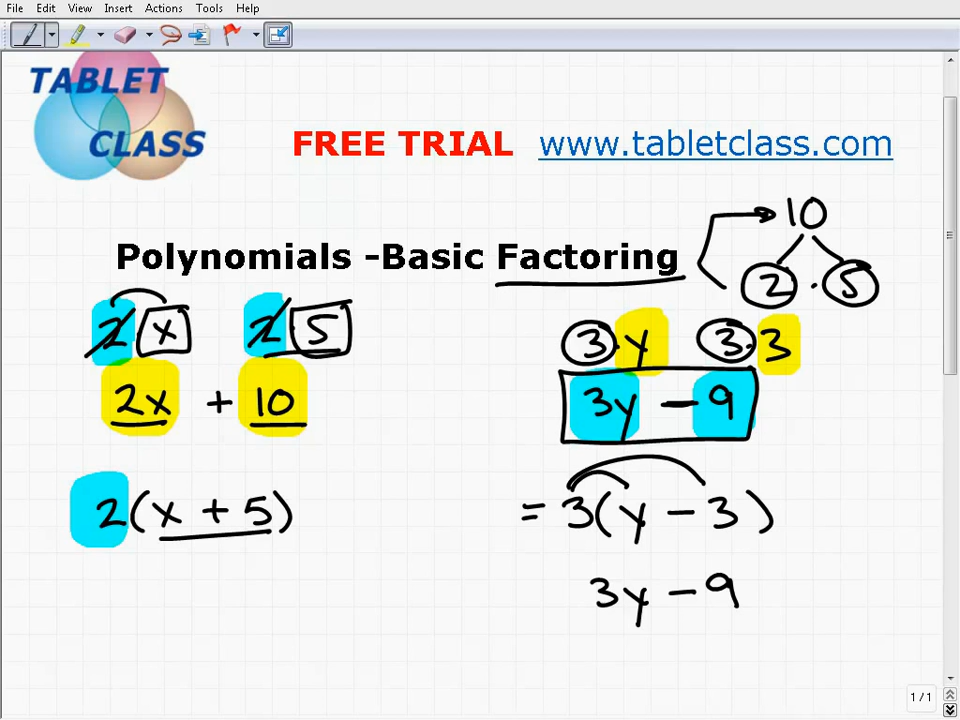 File Edit View Insert Actions Tools Help
TABLET
CLASS
FREE TRIAL www.tabletclass.com
Polynomials -Basic Factoring
10
2 · 5
2 · x 2 · 5
2x + 10
2(x + 5)
3 · y 3 · 3
3y - 9
= 3(y - 3)
3y - 9
1 / 1